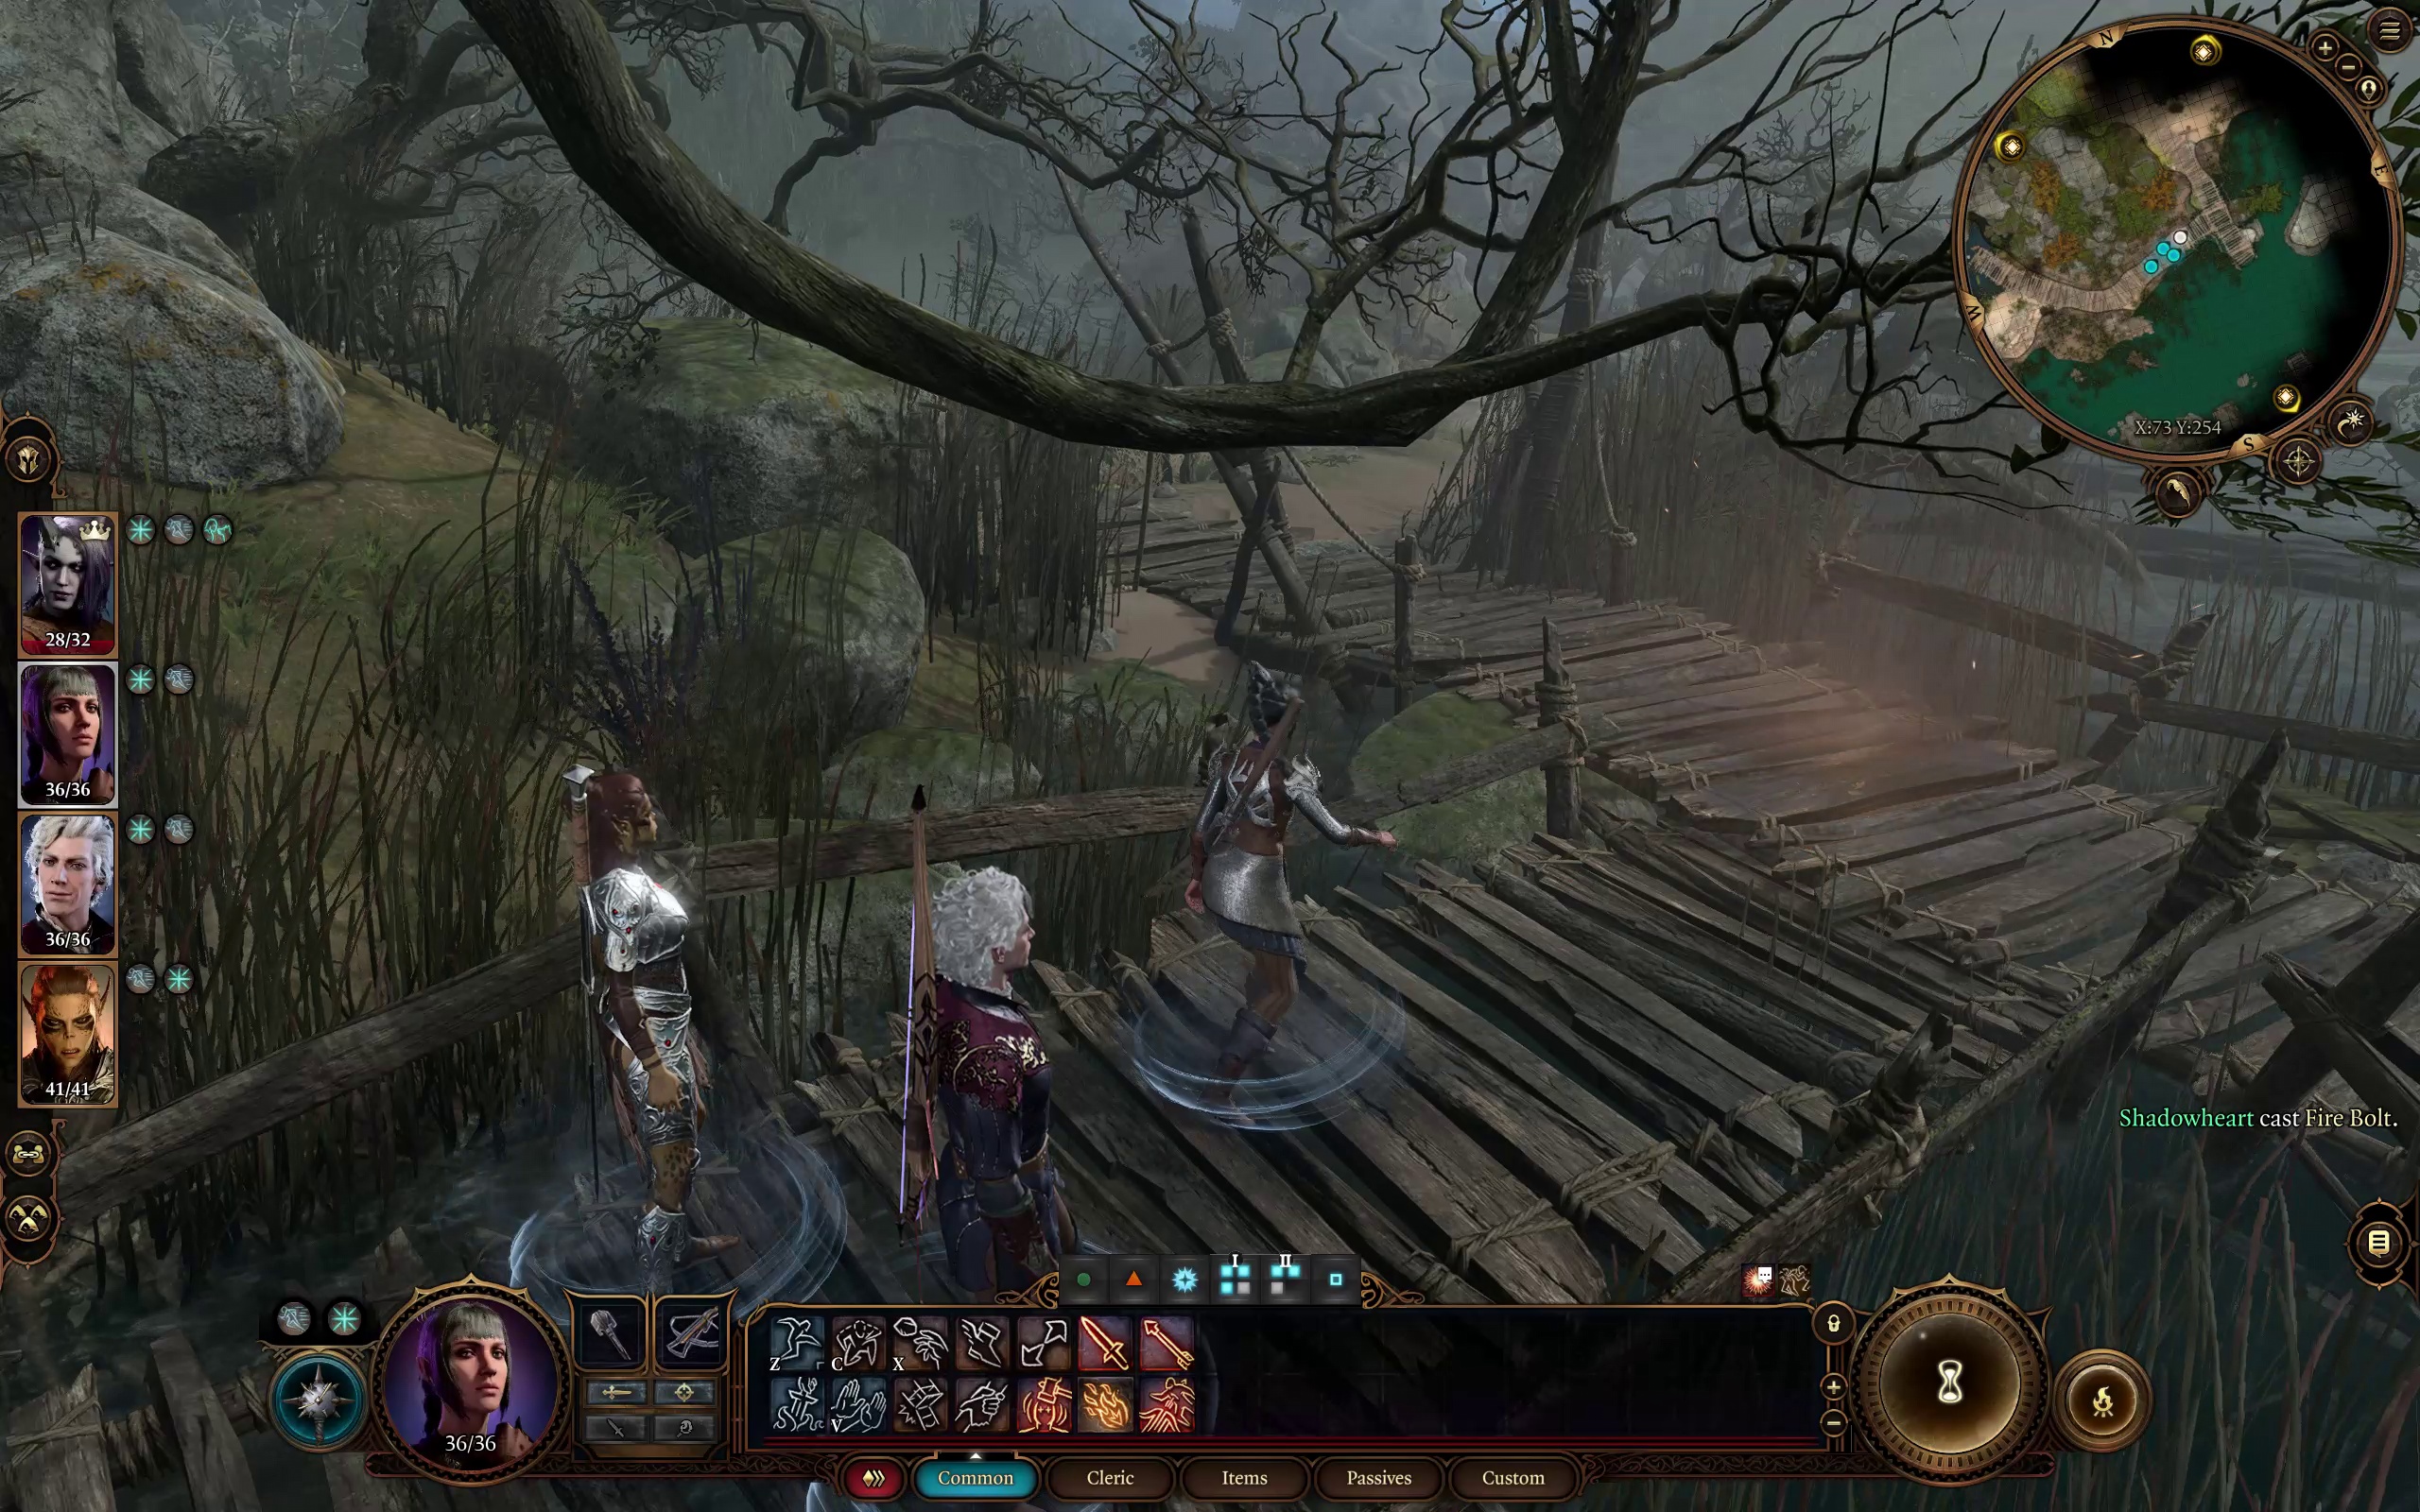 N
E
W
X:73 Y:254
S
28/32
36/36
36/36
41/41
Shadowheart cast Fire Bolt.
I II
Z C X
V
36/36
Common Cleric Items Passives Custom